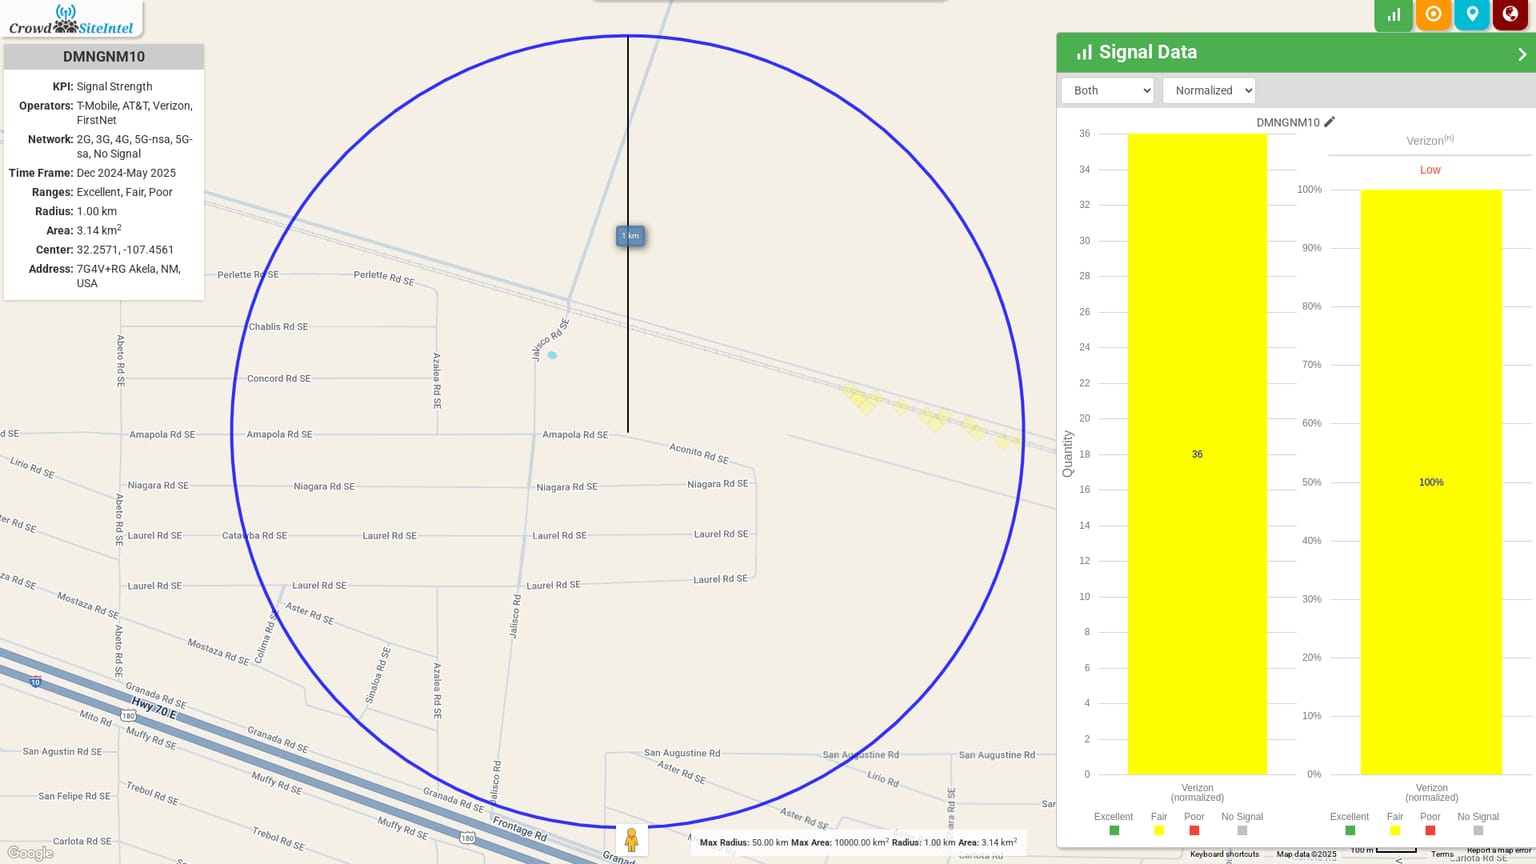 CrowdSiteIntel
DMNGNM10
KPI: Signal Strength
Operators: T-Mobile, AT&T, Verizon,
FirstNet
Network: 2G, 3G, 4G, 5G-nsa, 5G-
sa, No Signal
Time Frame: Dec 2024-May 2025
Ranges: Excellent, Fair, Poor
Radius: 1.00 km
Area: 3.14 km²
Center: 32.2571, -107.4561
Address: 7G4V+RG Akela, NM,
USA
1 km
Perlette Rd SE
Perlette Rd SE
Jalisco Rd SE
Chablis Rd SE
Abeto Rd SE
Azalea Rd SE
Concord Rd SE
d SE
Amapola Rd SE
Amapola Rd SE
Amapola Rd SE
Aconito Rd SE
Lirio Rd SE
Niagara Rd SE
Niagara Rd SE
Niagara Rd SE
Niagara Rd SE
Abeto Rd SE
ter Rd SE
Laurel Rd SE
Catawba Rd SE
Laurel Rd SE
Laurel Rd SE
Laurel Rd SE
za Rd SE
Laurel Rd SE
Laurel Rd SE
Laurel Rd SE
Laurel Rd SE
Mostaza Rd SE
Aster Rd SE
Colima Rd SE
Jalisco Rd SE
Abeto Rd SE
Mostaza Rd SE
Sinaloa Rd SE
Azalea Rd SE
10
Granada Rd SE
Hwy 70 E
180
Mito Rd
Muffy Rd SE
Granada Rd SE
San Agustin Rd SE
San Augustine Rd
San Augustine Rd
San Augustine Rd
Aster Rd SE
Lirio Rd SE
Muffy Rd SE
Trebol Rd SE
Jalisco Rd SE
Granada Rd SE
San Felipe Rd SE
ara Rd SE
Sar
Aster Rd SE
Frontage Rd
180
Trebol Rd SE
Carlota Rd SE
Granad
Google
Max Radius: 50.00 km Max Area: 10000.00 km² Radius: 1.00 km Area: 3.14 km²
Carlota Rd
Signal Data
Both
Normalized
DMNGNM10
Quantity
36
34
32
30
28
26
24
22
20
18
16
14
12
10
8
6
4
2
0
36
Verizon
(normalized)
Excellent Fair Poor No Signal
Verizon(n)
Low
100%
90%
80%
70%
60%
50%
40%
30%
20%
10%
0%
100%
Verizon
(normalized)
Excellent Fair Poor No Signal
Keyboard shortcuts
Map data ©2025
100 m
Terms
Report a map error
Carlota Rd SE